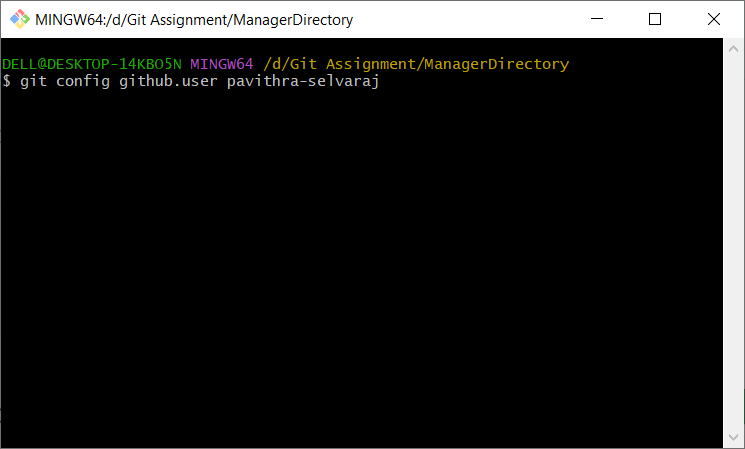 MINGW64:/d/Git Assignment/ManagerDirectory
DELL@DESKTOP-14KBO5N MINGW64 /d/Git Assignment/ManagerDirectory
$ git config github.user pavithra-selvaraj